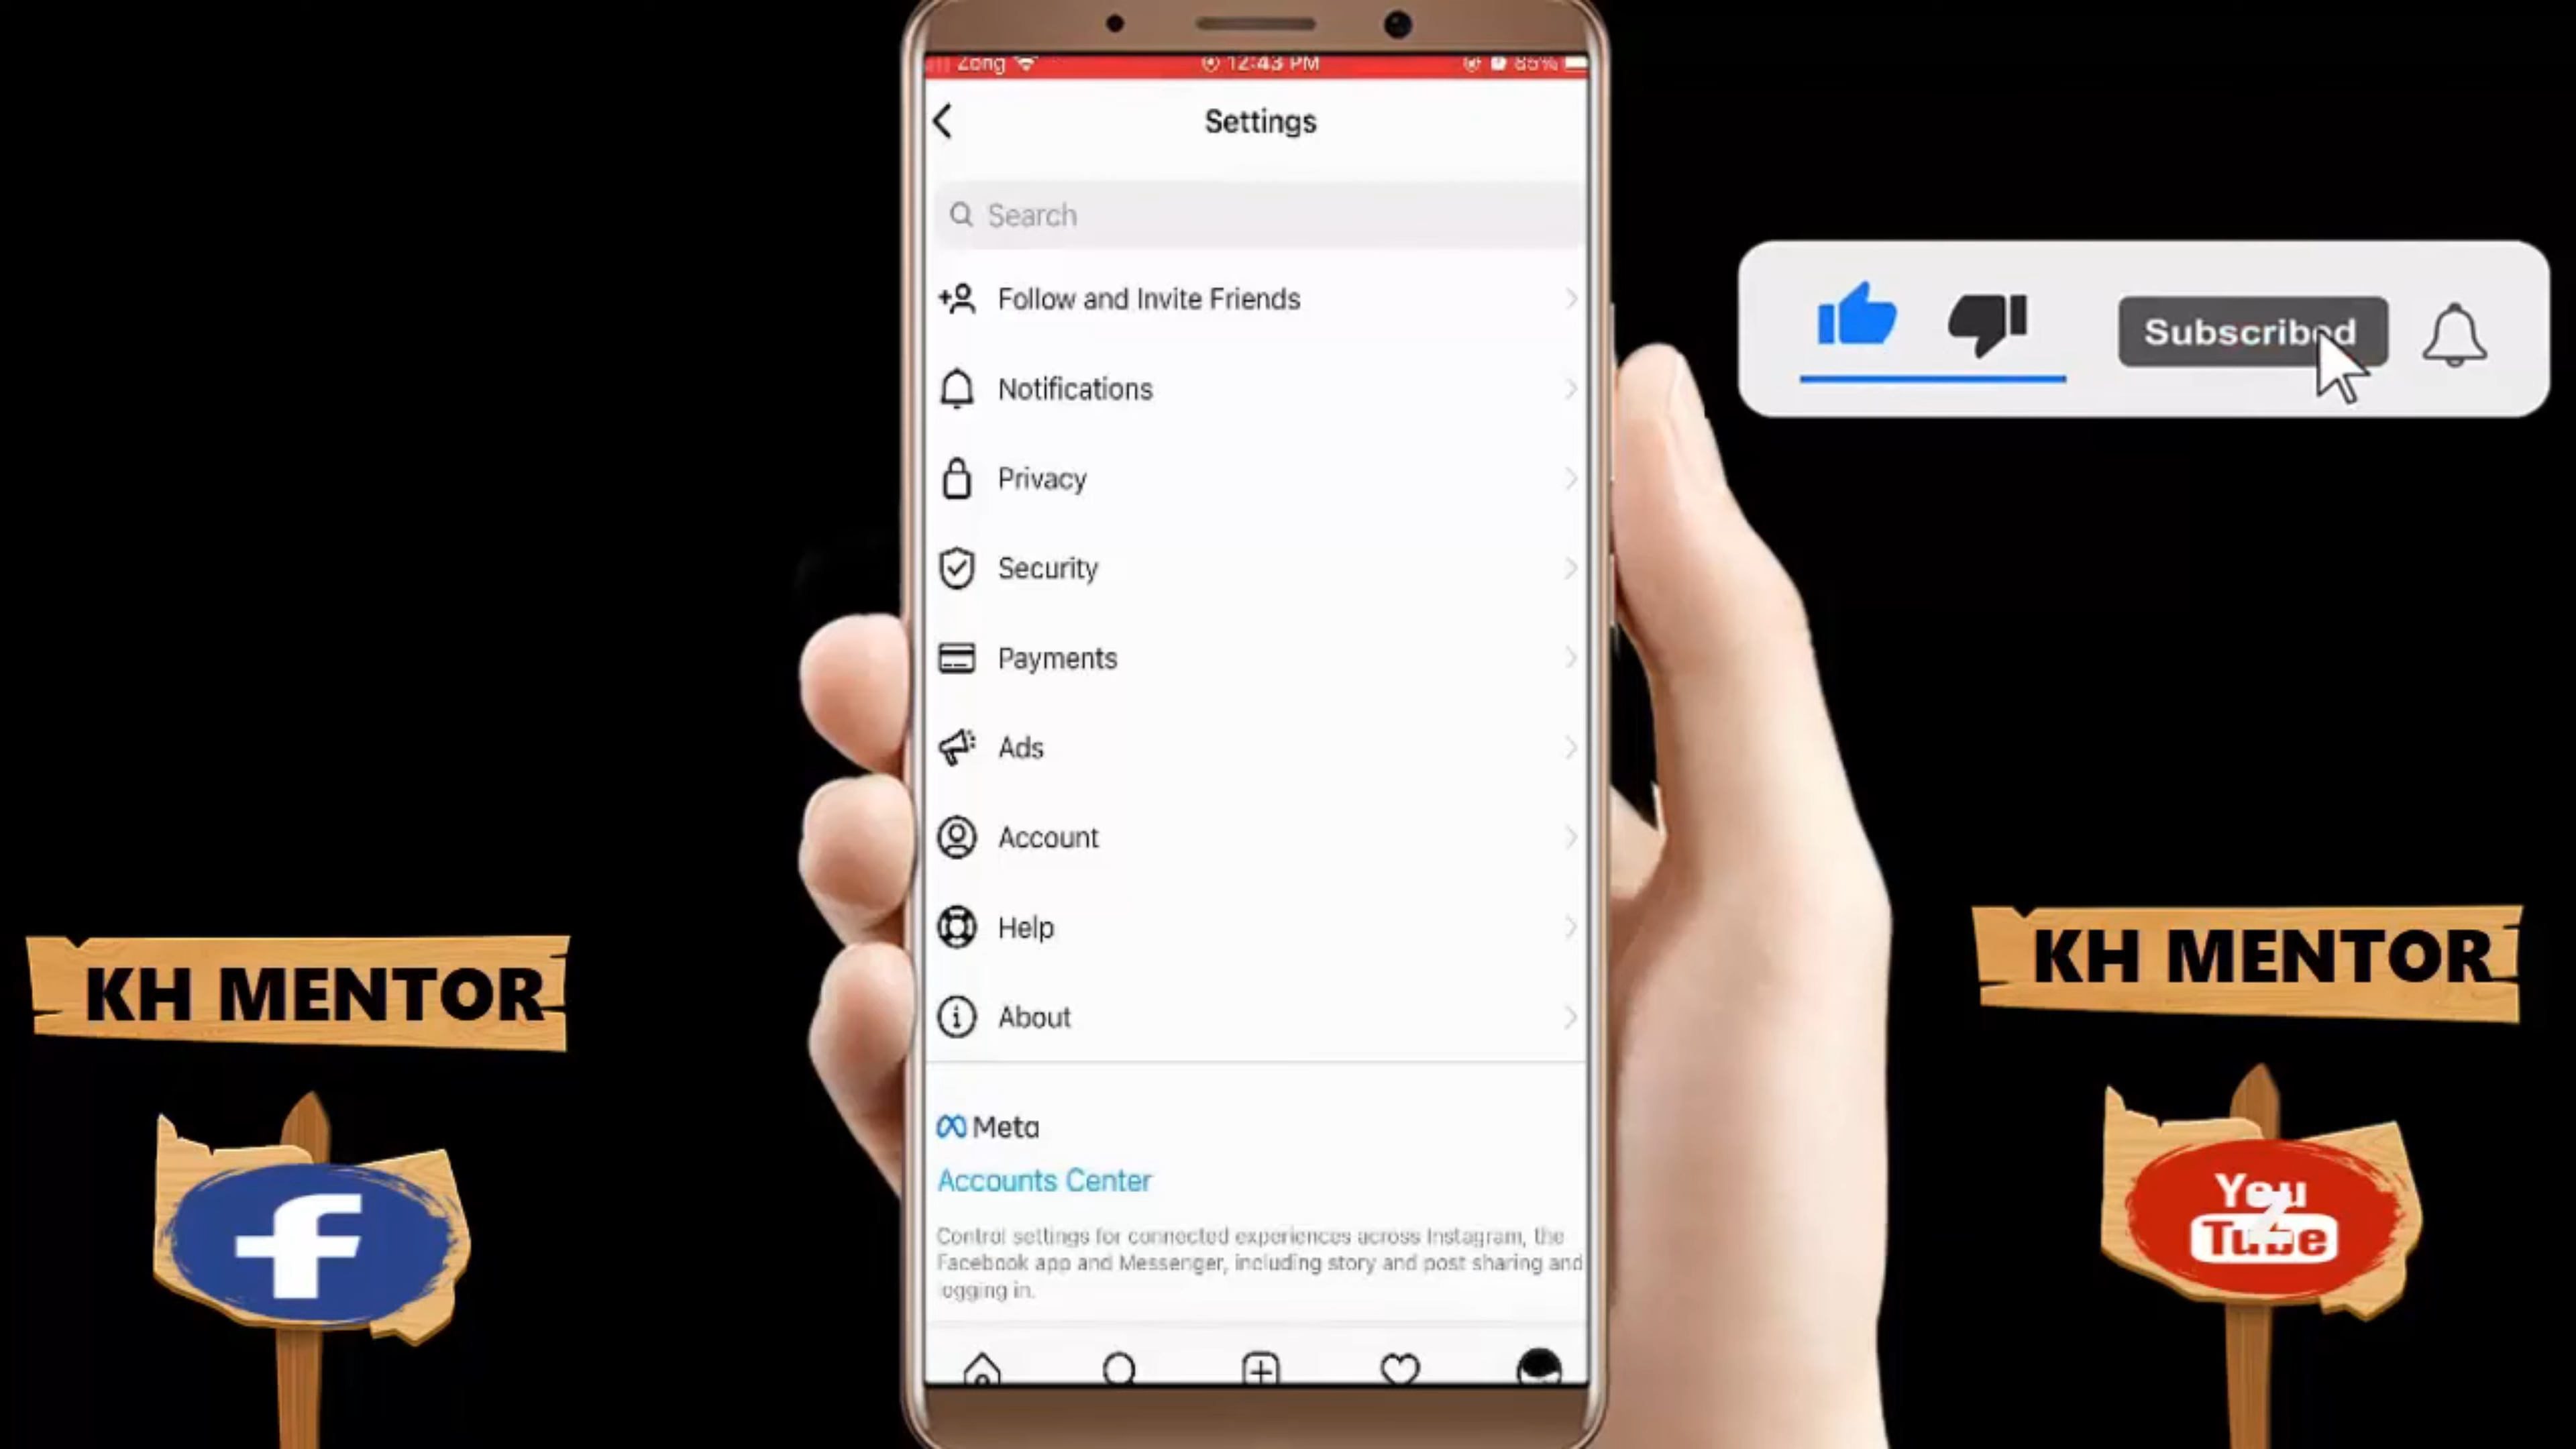 Zong 12:43 PM 85%
Settings
Search
Follow and Invite Friends
Notifications
Privacy
Security
Payments
Ads
Account
Help
About
Meta
Accounts Center
Control settings for connected experiences across Instagram, the
Facebook app and Messenger, including story and post sharing and
logging in.
Subscribed
KH MENTOR
f
KH MENTOR
You
Tube